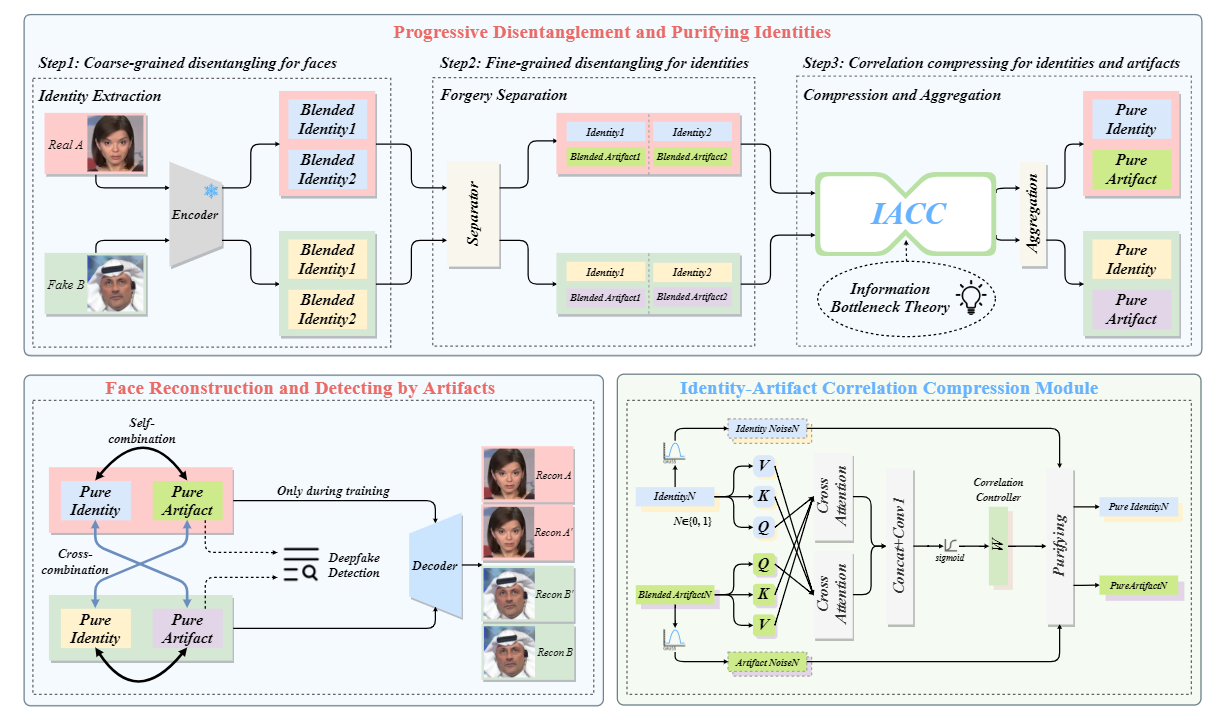 Progressive Disentanglement and Purifying Identities
Step1: Coarse-grained disentangling for faces
Step2: Fine-grained disentangling for identities
Step3: Correlation compressing for identities and artifacts
Identity Extraction
Real A
Fake B
Encoder
Blended
Identity1
Blended
Identity2
Blended
Identity1
Blended
Identity2
Forgery Separation
Separator
Identity1
Identity2
Blended Artifact1
Blended Artifact2
Identity1
Identity2
Blended Artifact1
Blended Artifact2
Compression and Aggregation
IACC
Information
Bottleneck Theory
Aggregation
Pure
Identity
Pure
Artifact
Pure
Identity
Pure
Artifact
Face Reconstruction and Detecting by Artifacts
Self-
combination
Pure
Identity
Pure
Artifact
Cross-
combination
Pure
Identity
Pure
Artifact
Only during training
Deepfake
Detection
Decoder
Recon A
Recon A'
Recon B'
Recon B
Identity-Artifact Correlation Compression Module
Identity NoiseN
GAUSS
IdentityN
N∈{0, 1}
V
K
Q
Q
K
V
Blended ArtifactN
GAUSS
Artifact NoiseN
Cross
Attention
Cross
Attention
Concat+Conv1
sigmoid
Correlation
Controller
W
Purifying
Pure IdentityN
PureArtifactN